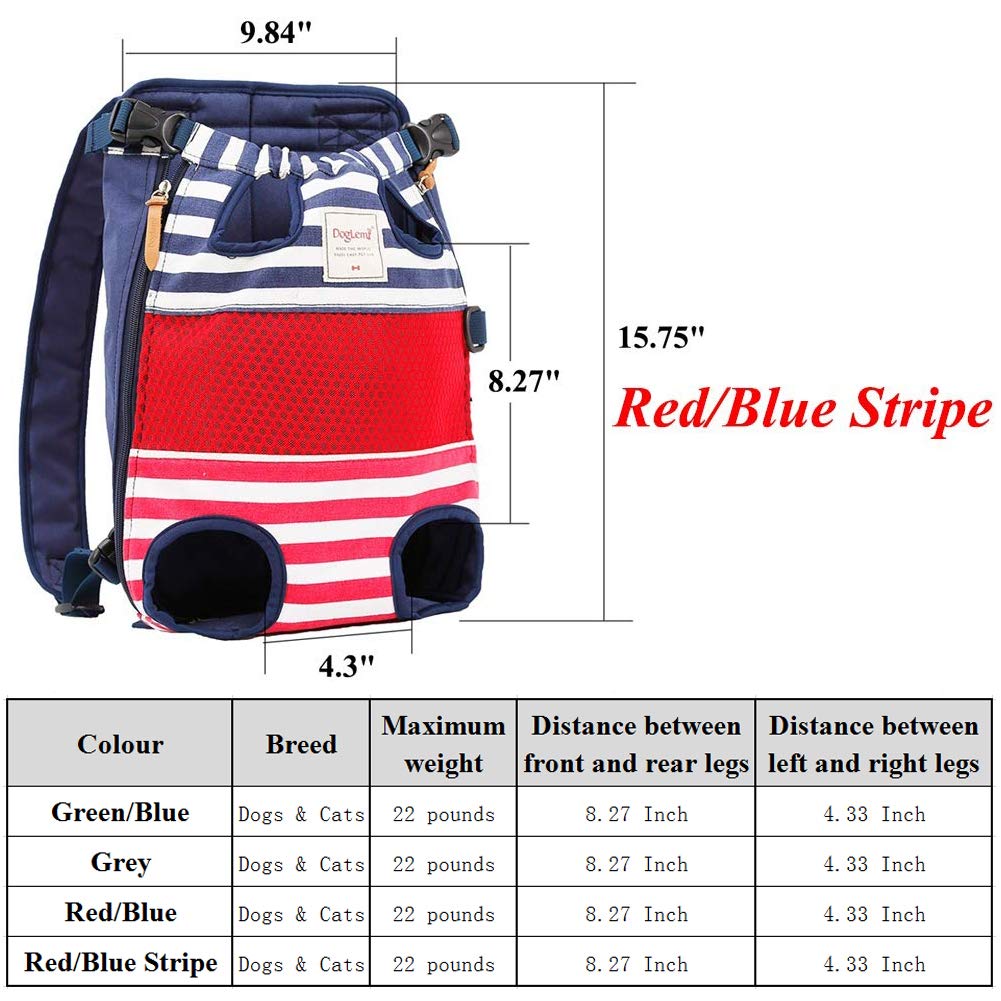 9.84"
DogLemi
15.75"
8.27"
Red/Blue Stripe
4.3"
Colour Breed Maximum weight Distance between front and rear legs Distance between left and right legs
Green/Blue Dogs & Cats 22 pounds 8.27 Inch 4.33 Inch
Grey Dogs & Cats 22 pounds 8.27 Inch 4.33 Inch
Red/Blue Dogs & Cats 22 pounds 8.27 Inch 4.33 Inch
Red/Blue Stripe Dogs & Cats 22 pounds 8.27 Inch 4.33 Inch